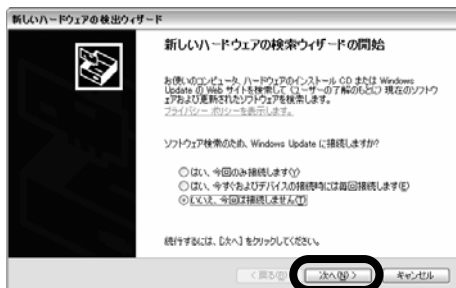 新しいハードウェアの検出ウィザード
新しいハードウェアの検索ウィザードの開始
お使いのコンピュータ、ハードウェアのインストール CD または Windows
Update の Web サイトを検索して (ユーザーの了解のもとに) 現在のソフトウ
ェアおよび更新されたソフトウェアを検索します。
プライバシー ポリシーを表示します。
ソフトウェア検索のため、Windows Update に接続しますか?
はい、今回のみ接続します(Y)
はい、今すぐおよびデバイスの接続時には毎回接続します(E)
いいえ、今回は接続しません(T)
続行するには、[次へ] をクリックしてください。
< 戻る(B) 次へ(N) > キャンセル